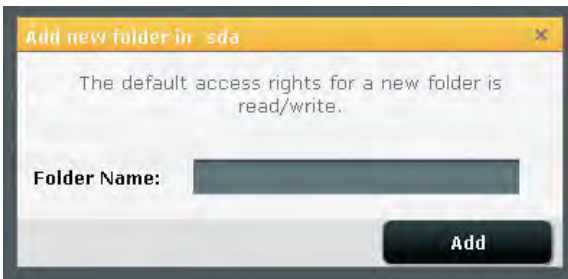 Add new folder in sda
The default access rights for a new folder is
read/write.
Folder Name:
Add